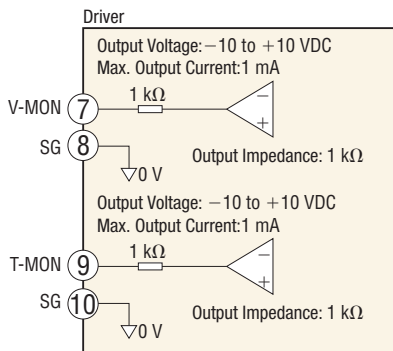 Driver
Output Voltage:−10 to +10 VDC
Max. Output Current:1 mA
1 kΩ
V-MON 7
−
+
SG 8
Output Impedance: 1 kΩ
0 V
Output Voltage: −10 to +10 VDC
Max. Output Current:1 mA
1 kΩ
T-MON 9
−
+
SG 10
Output Impedance: 1 kΩ
0 V